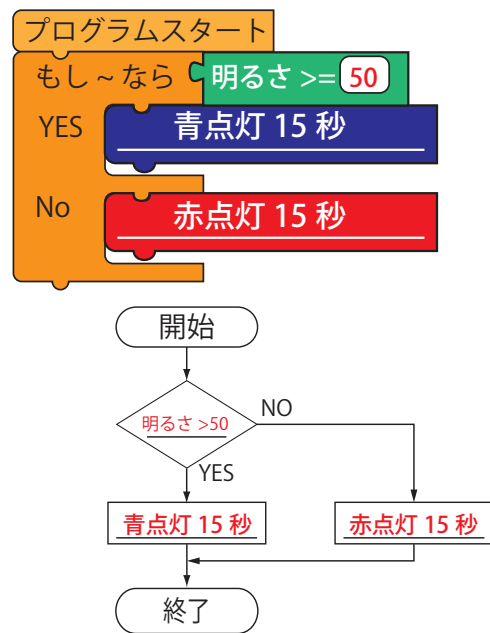 プログラムスタート
もし~なら 明るさ >= 50
YES 青点灯 15 秒
No 赤点灯 15 秒
開始
明るさ >50
NO
YES
青点灯 15 秒 赤点灯 15 秒
終了